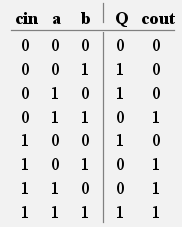 cin a b Q cout
0 0 0 0 0
0 0 1 1 0
0 1 0 1 0
0 1 1 0 1
1 0 0 1 0
1 0 1 0 1
1 1 0 0 1
1 1 1 1 1